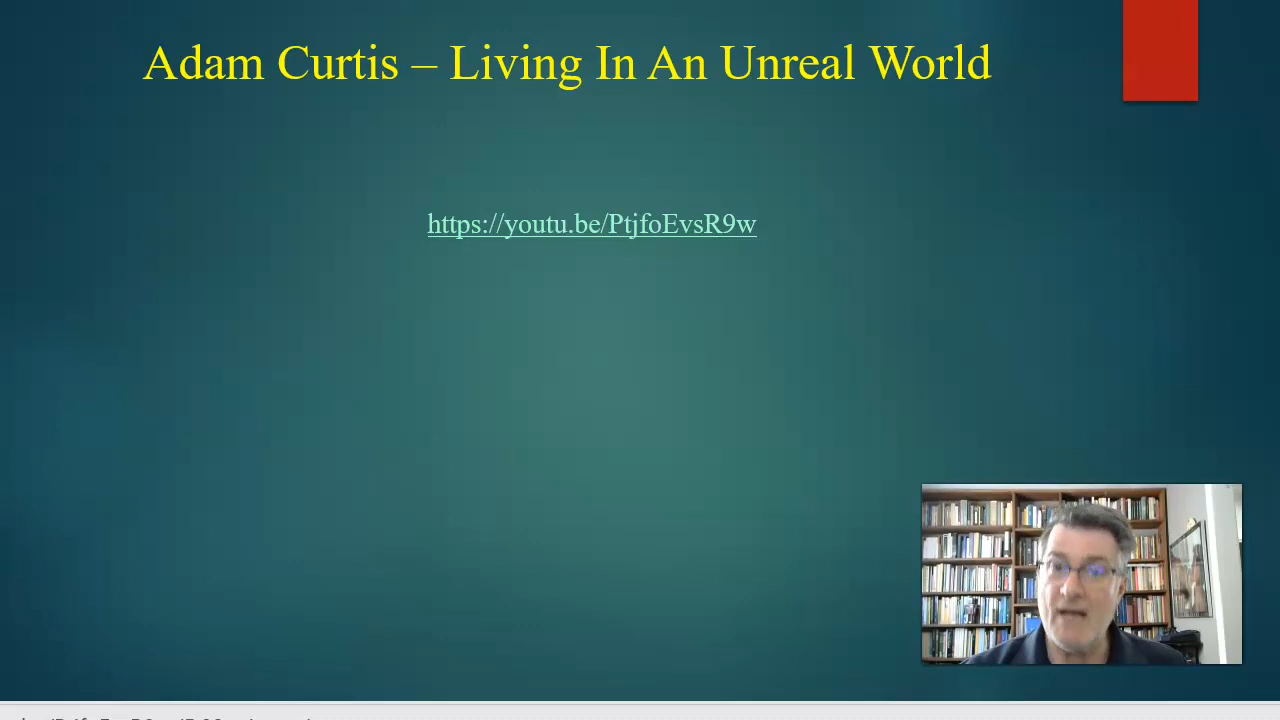 Adam Curtis – Living In An Unreal World
https://youtu.be/PtjfoEvsR9w